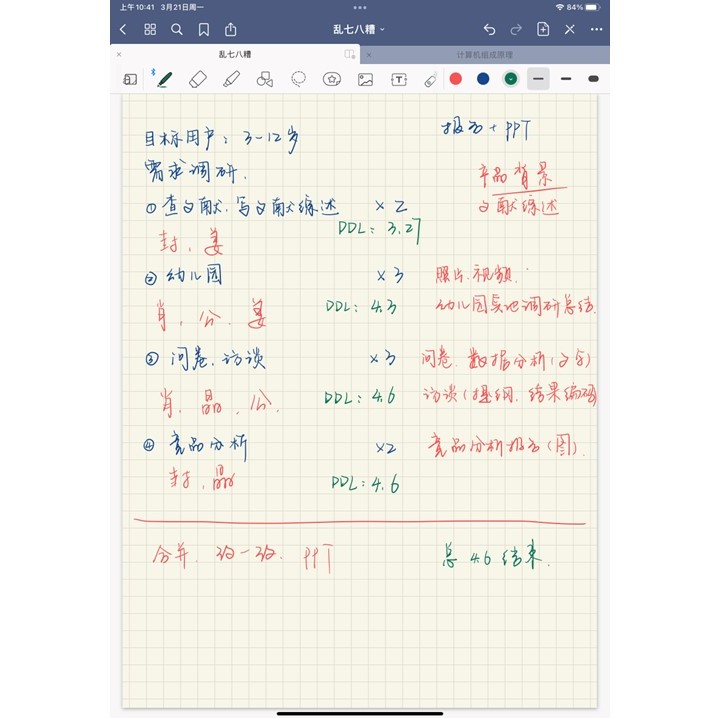 上午10:41 3月21日周一 84%
乱七八糟
乱七八糟 计算机组成原理
目标用户：3-12岁 报告+PPT
需求调研. 产品背景
①查文献.写文献综述 ×2 文献综述
DDL：3.27
封，姜
②幼儿园 ×3 照片.视频.
肖，公.姜 DDL：4.3 幼儿园实地调研总结.
③问卷.访谈 ×3 问卷.数据分析(文字)
肖.晶，公. DDL：4.6 访谈(提纲.结果编码)
④竞品分析 ×2 竞品分析报告(图).
封，晶 DDL：4.6
合并.改一改.PPT 总 4.6 结束.